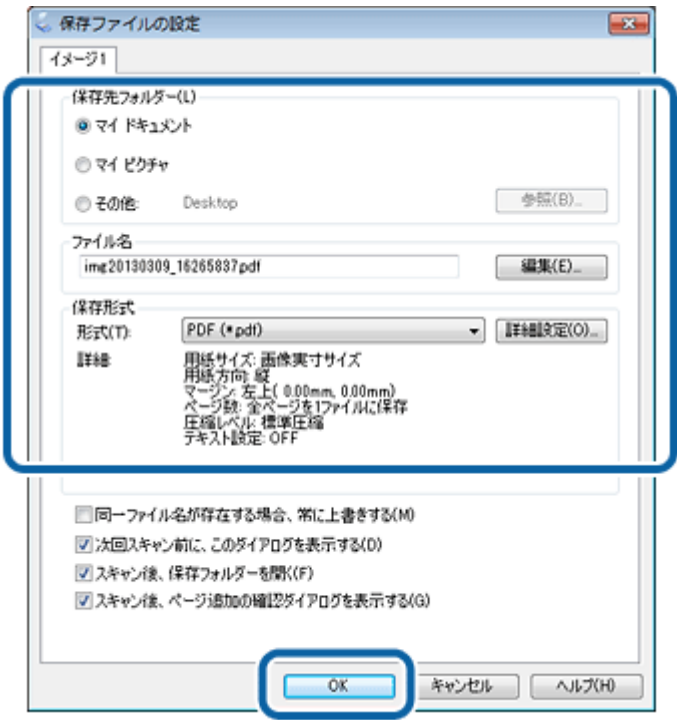 保存ファイルの設定
イメージ1
保存先フォルダー(L)
マイ ドキュメント
マイ ピクチャ
その他: Desktop 参照(B)...
ファイル名
img20130309_16265837.pdf 編集(E)...
保存形式
形式(T): PDF (*.pdf) 詳細設定(O)...
詳細: 用紙サイズ: 画像実寸サイズ
用紙方向: 縦
マージン: 左上( 0.00mm, 0.00mm)
ページ数: 全ページを1ファイルに保存
圧縮レベル: 標準圧縮
テキスト設定: OFF
同一ファイル名が存在する場合、常に上書きする(M)
次回スキャン前に、このダイアログを表示する(D)
スキャン後、保存フォルダーを開く(F)
スキャン後、ページ追加の確認ダイアログを表示する(G)
OK キャンセル ヘルプ(H)